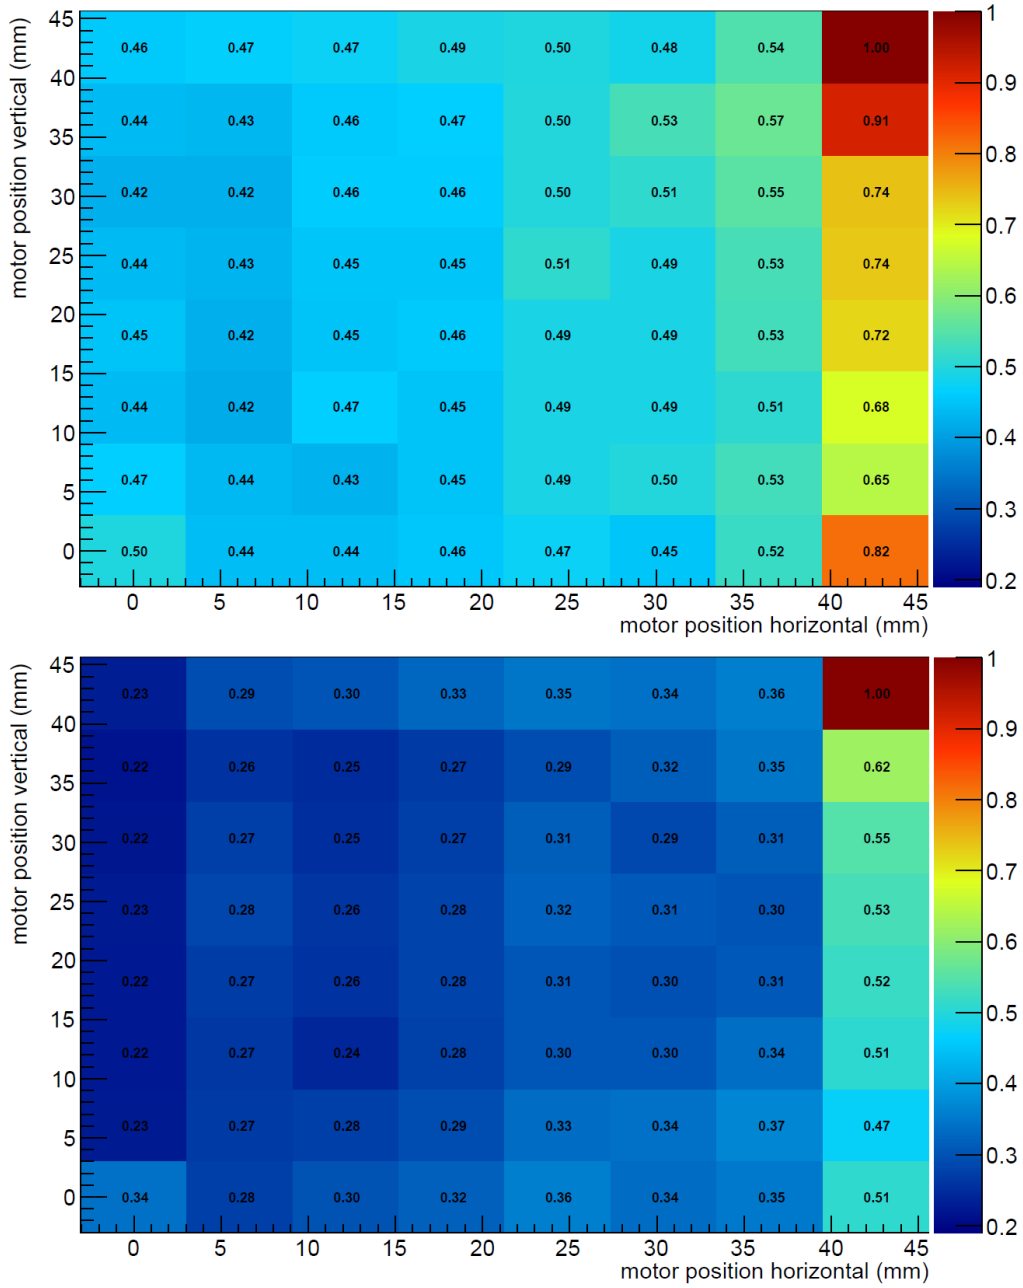 motor position vertical (mm)
45 0.46 0.47 0.47 0.49 0.50 0.48 0.54 1.00 1
40 0.9
35 0.44 0.43 0.46 0.47 0.50 0.53 0.57 0.91 0.8
30 0.42 0.42 0.46 0.46 0.50 0.51 0.55 0.74 0.7
25 0.44 0.43 0.45 0.45 0.51 0.49 0.53 0.74 0.6
20 0.45 0.42 0.45 0.46 0.49 0.49 0.53 0.72
15 0.5
10 0.44 0.42 0.47 0.45 0.49 0.49 0.51 0.68 0.4
5 0.47 0.44 0.43 0.45 0.49 0.50 0.53 0.65 0.3
0 0.50 0.44 0.44 0.46 0.47 0.45 0.52 0.82 0.2
0 5 10 15 20 25 30 35 40 45
motor position horizontal (mm)
motor position vertical (mm)
45 0.23 0.29 0.30 0.33 0.35 0.34 0.36 1.00 1
40 0.9
35 0.22 0.26 0.25 0.27 0.29 0.32 0.35 0.62 0.8
30 0.22 0.27 0.25 0.27 0.31 0.29 0.31 0.55 0.7
25 0.23 0.28 0.26 0.28 0.32 0.31 0.30 0.53 0.6
20 0.22 0.27 0.26 0.28 0.31 0.30 0.31 0.52
15 0.5
10 0.22 0.27 0.24 0.28 0.30 0.30 0.34 0.51 0.4
5 0.23 0.27 0.28 0.29 0.33 0.34 0.37 0.47 0.3
0 0.34 0.28 0.30 0.32 0.36 0.34 0.35 0.51 0.2
0 5 10 15 20 25 30 35 40 45
motor position horizontal (mm)